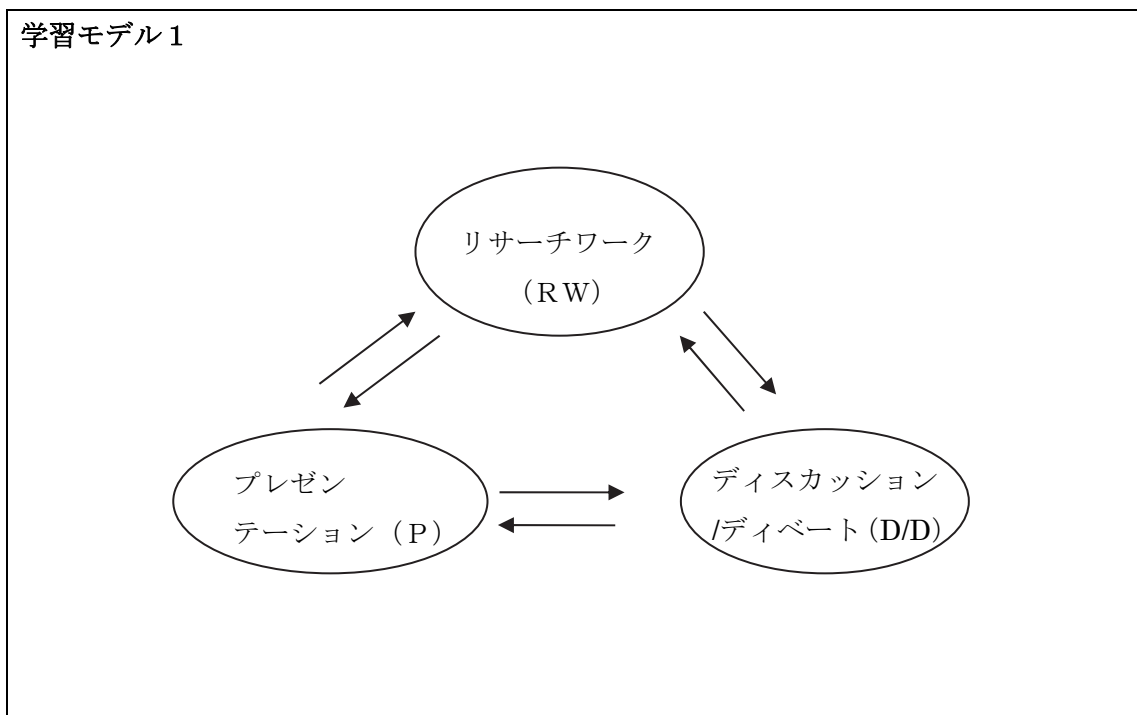 学習モデル１
リサーチワーク
（ＲＷ）
プレゼン
テーション（Ｐ）
ディスカッション
/ディベート（D/D）